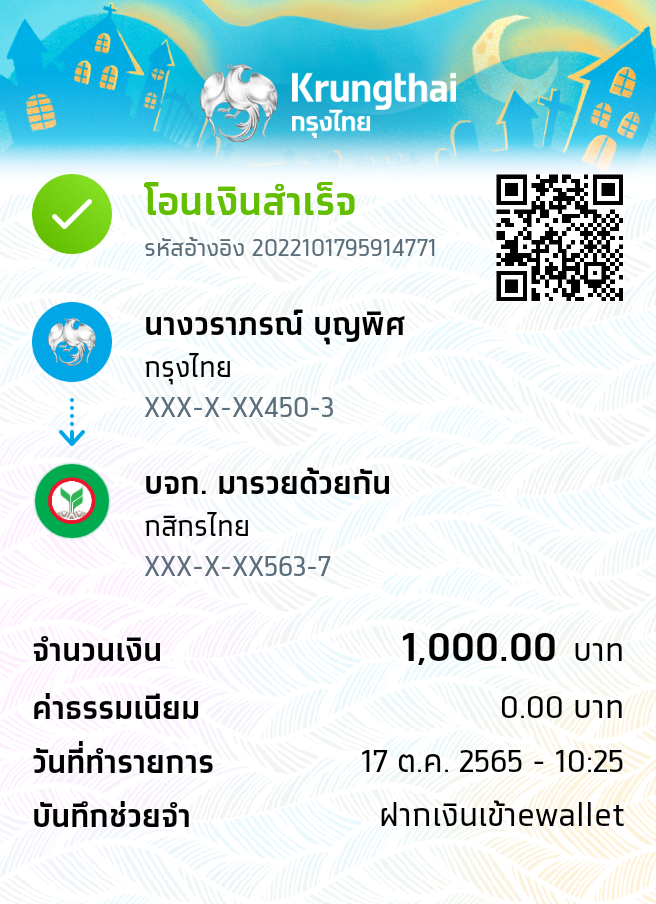 Krungthai
กรุงไทย
โอนเงินสำเร็จ
รหัสอ้างอิง 2022101795914771
นางวราภรณ์ บุญพิศ
กรุงไทย
XXX-X-XX450-3
บจก. มารวยด้วยกัน
กสิกรไทย
XXX-X-XX563-7
จำนวนเงิน 1,000.00 บาท
ค่าธรรมเนียม 0.00 บาท
วันที่ทำรายการ 17 ต.ค. 2565 - 10:25
บันทึกช่วยจำ ฝากเงินเข้าewallet